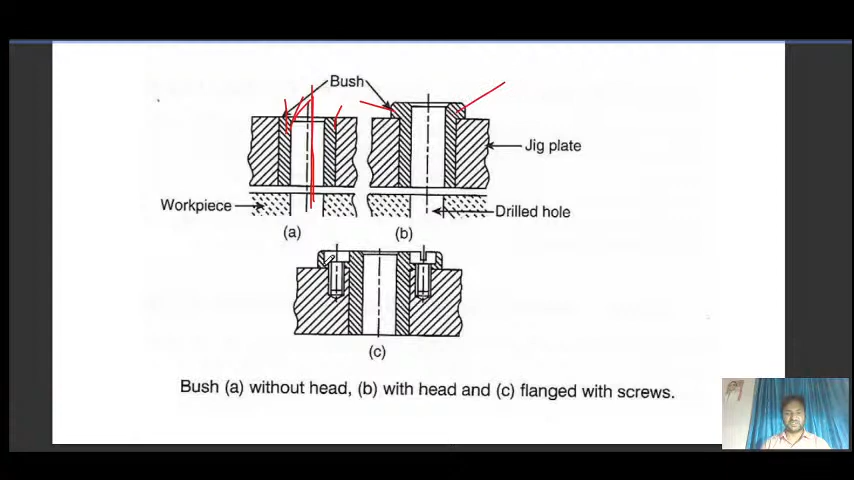 Bush
Jig plate
Workpiece
Drilled hole
(a)
(b)
(c)
Bush (a) without head, (b) with head and (c) flanged with screws.